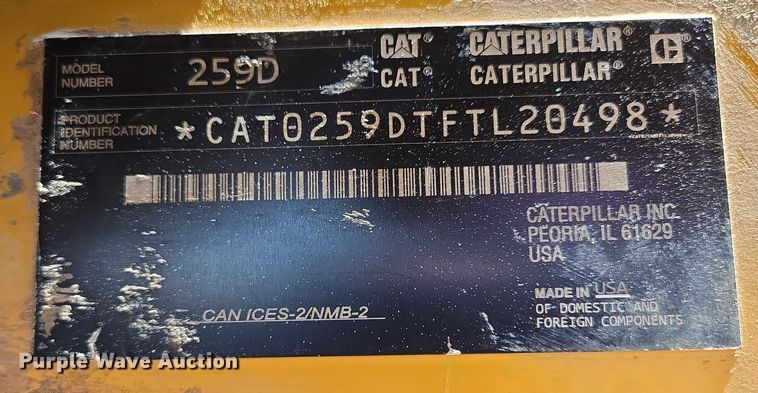 MODEL NUMBER 259D
CAT® CATERPILLAR®
CAT® CATERPILLAR®
PRODUCT IDENTIFICATION NUMBER *CAT0259DTFTL20498*
CATERPILLAR INC.
PEORIA, IL 61629
USA
CAN ICES-2/NMB-2
MADE IN USA
OF DOMESTIC AND
FOREIGN COMPONENTS
Purple Wave Auction